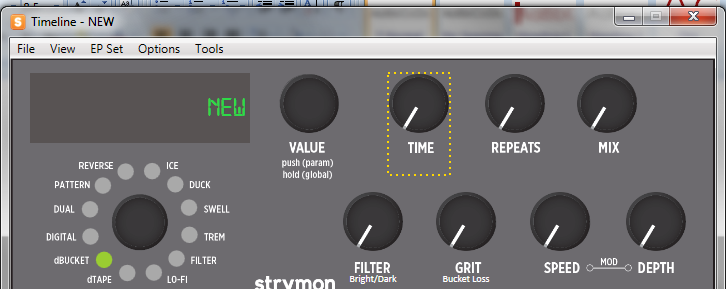 Timeline - NEW
File View EP Set Options Tools
NEW
VALUE
push (param)
hold (global)
TIME
REPEATS
MIX
REVERSE
ICE
PATTERN
DUCK
DUAL
SWELL
DIGITAL
TREM
dBUCKET
FILTER
dTAPE
LO-FI
FILTER
Bright/Dark
GRIT
Bucket Loss
SPEED
MOD
DEPTH
strymon